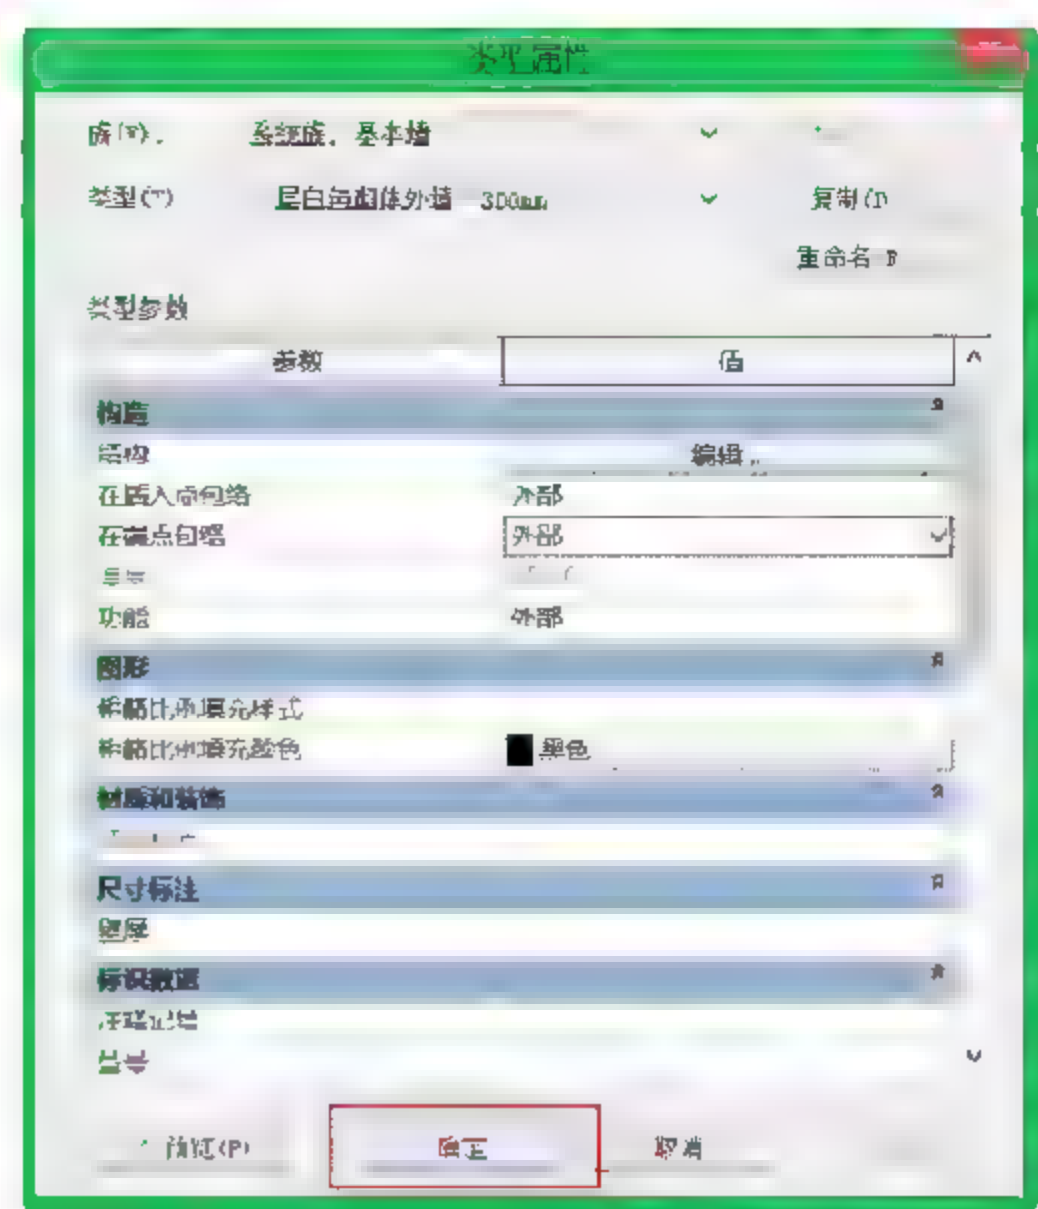 类型属性
族(F): 系统族: 基本墙
类型(T) 砌体外墙 300mm 复制(D
重命名 R
类型参数
参数 值
构造
结构 编辑..
在插入点包络 外部
在端点包络 外部
功能 外部
图形
粗略比例填充样式
粗略比例填充颜色 黑色
材质和装饰
尺寸标注
壁厚
标识数据
注释记号
预览(P) 确定 取消